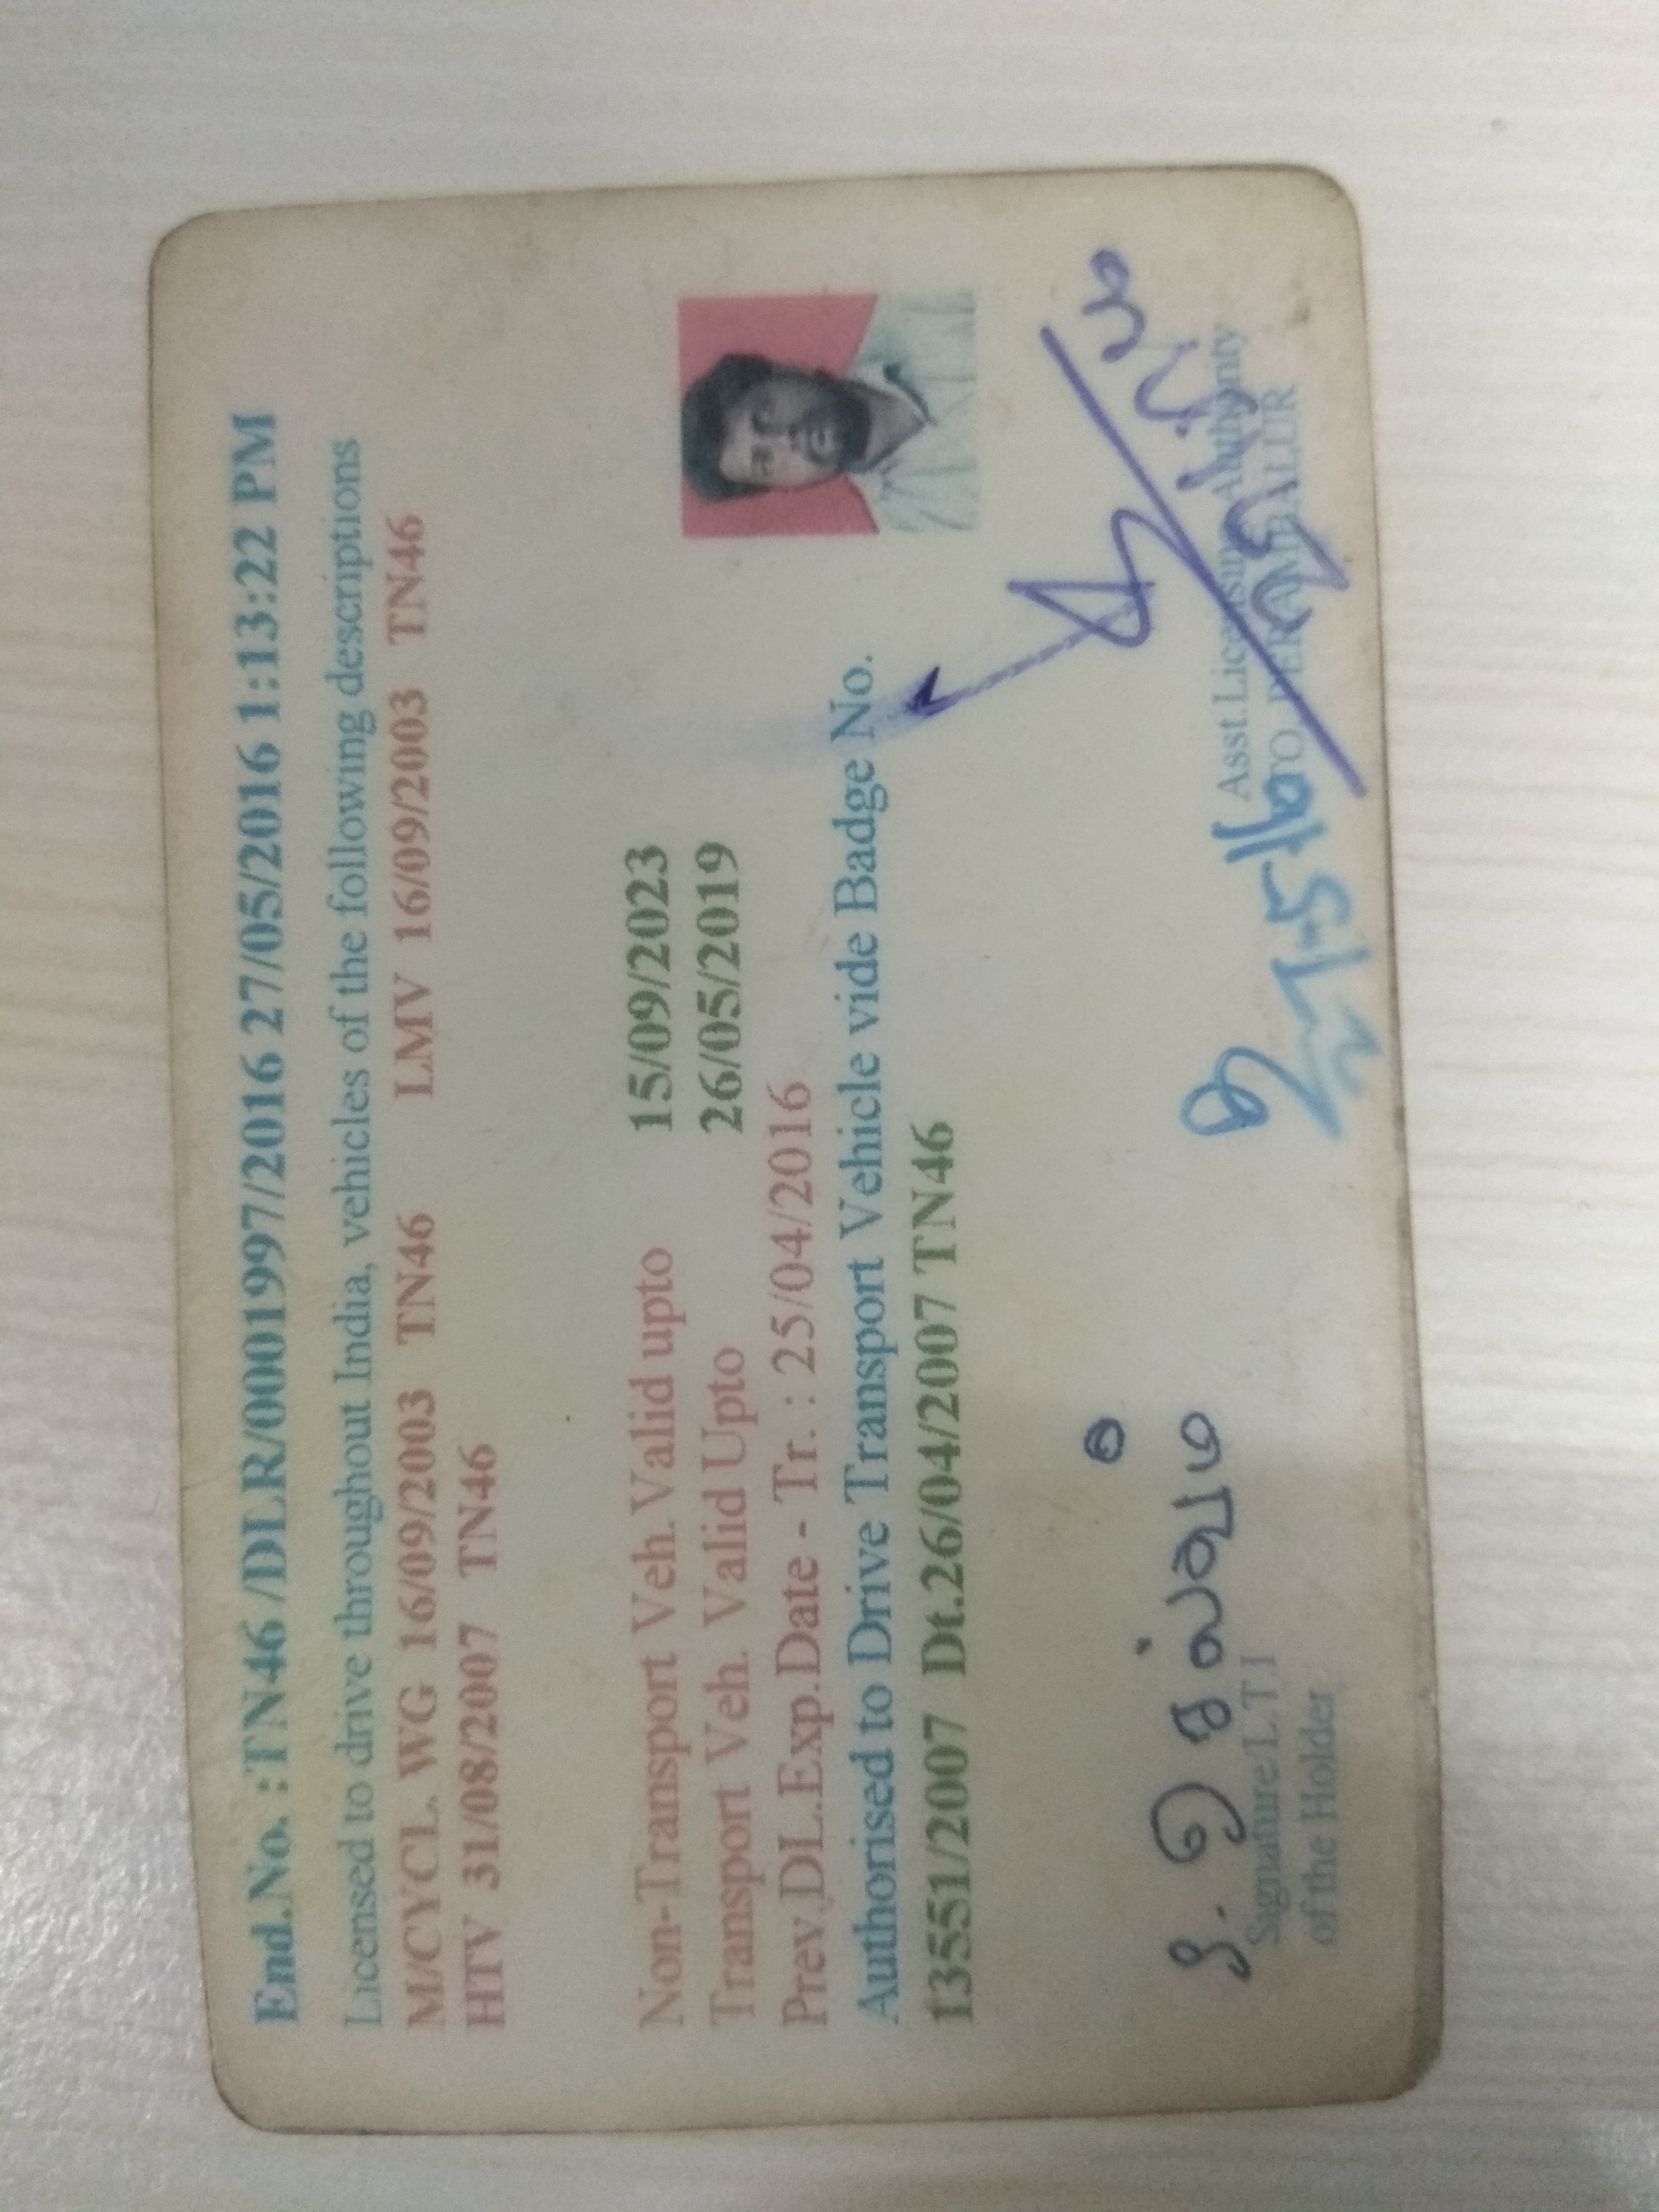 End.No. :TN46 /DLR/0001997/2016 27/05/2016 1:13:22 PM
Licensed to drive throughout India, vehicles of the following descriptions
M/CYCL. WG 16/09/2003 TN46 LMV 16/09/2003 TN46
HTV 31/08/2007 TN46
Non-Transport Veh. Valid upto 15/09/2023
Transport Veh. Valid Upto 26/05/2019
Prev.DL.Exp.Date - Tr. : 25/04/2016
Authorised to Drive Transport Vehicle vide Badge No.
13551/2007 Dt.26/04/2007 TN46
Signature/L.T.I
of the Holder
Asst.Licensing Authority
RTO, PERAMBALUR